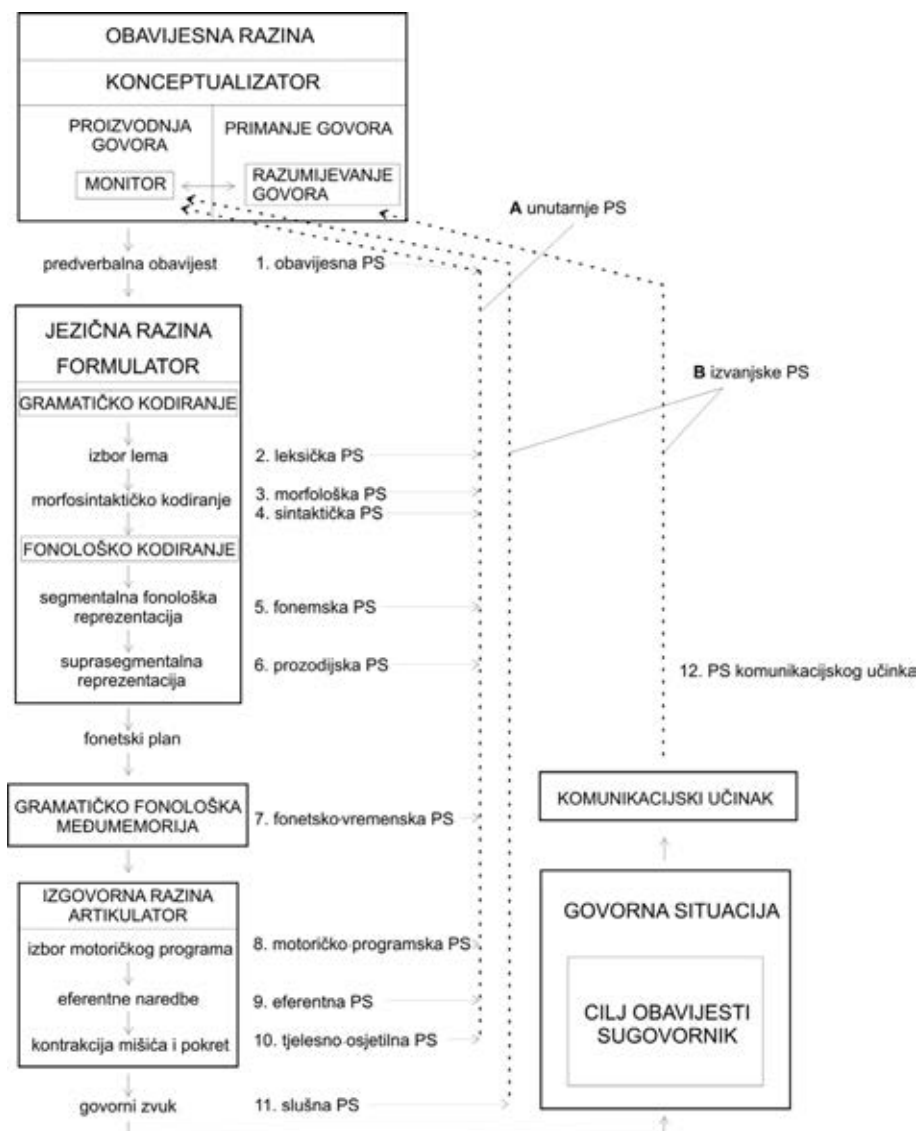 OBAVIJESNA RAZINA
KONCEPTUALIZATOR
PROIZVODNJA
GOVORA
MONITOR
PRIMANJE GOVORA
RAZUMIJEVANJE
GOVORA
A unutarnje PS
predverbalna obavijest
1. obavijesna PS
JEZIČNA RAZINA
FORMULATOR
B izvanjske PS
GRAMATIČKO KODIRANJE
izbor lema
2. leksička PS
morfosintaktičko kodiranje
3. morfološka PS
4. sintaktička PS
FONOLOŠKO KODIRANJE
segmentalna fonološka
reprezentacija
5. fonemska PS
suprasegmentalna
reprezentacija
6. prozodijska PS
12. PS komunikacijskog učinka
fonetski plan
GRAMATIČKO FONOLOŠKA
MEĐUMEMORIJA
7. fonetsko-vremenska PS
KOMUNIKACIJSKI UČINAK
IZGOVORNA RAZINA
ARTIKULATOR
izbor motoričkog programa
8. motoričko programska PS
eferentne naredbe
9. eferentna PS
kontrakcija mišića i pokret
10. tjelesno osjetilna PS
GOVORNA SITUACIJA
CILJ OBAVIJESTI
SUGOVORNIK
govorni zvuk
11. slušna PS